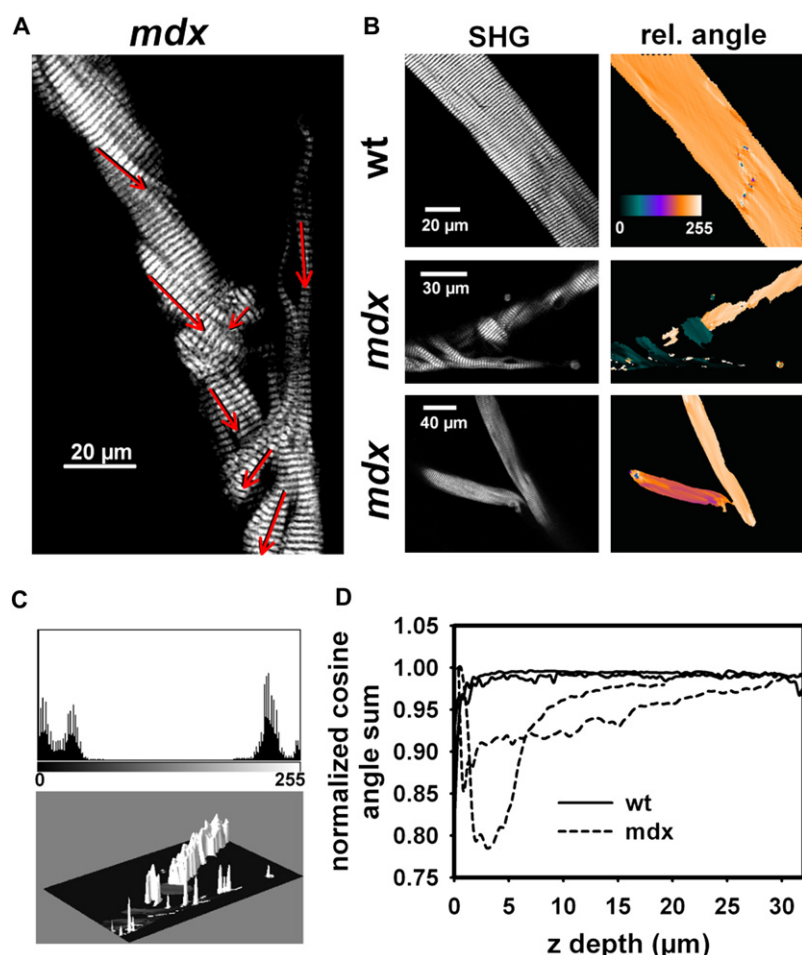 A
mdx
20 µm
B
SHG
rel. angle
wt
20 µm
0
255
mdx
30 µm
mdx
40 µm
C
0
255
D
normalized cosine
angle sum
1.05
1.00
0.95
0.90
0.85
0.80
0.75
wt
mdx
0
5
10
15
20
25
30
z depth (µm)